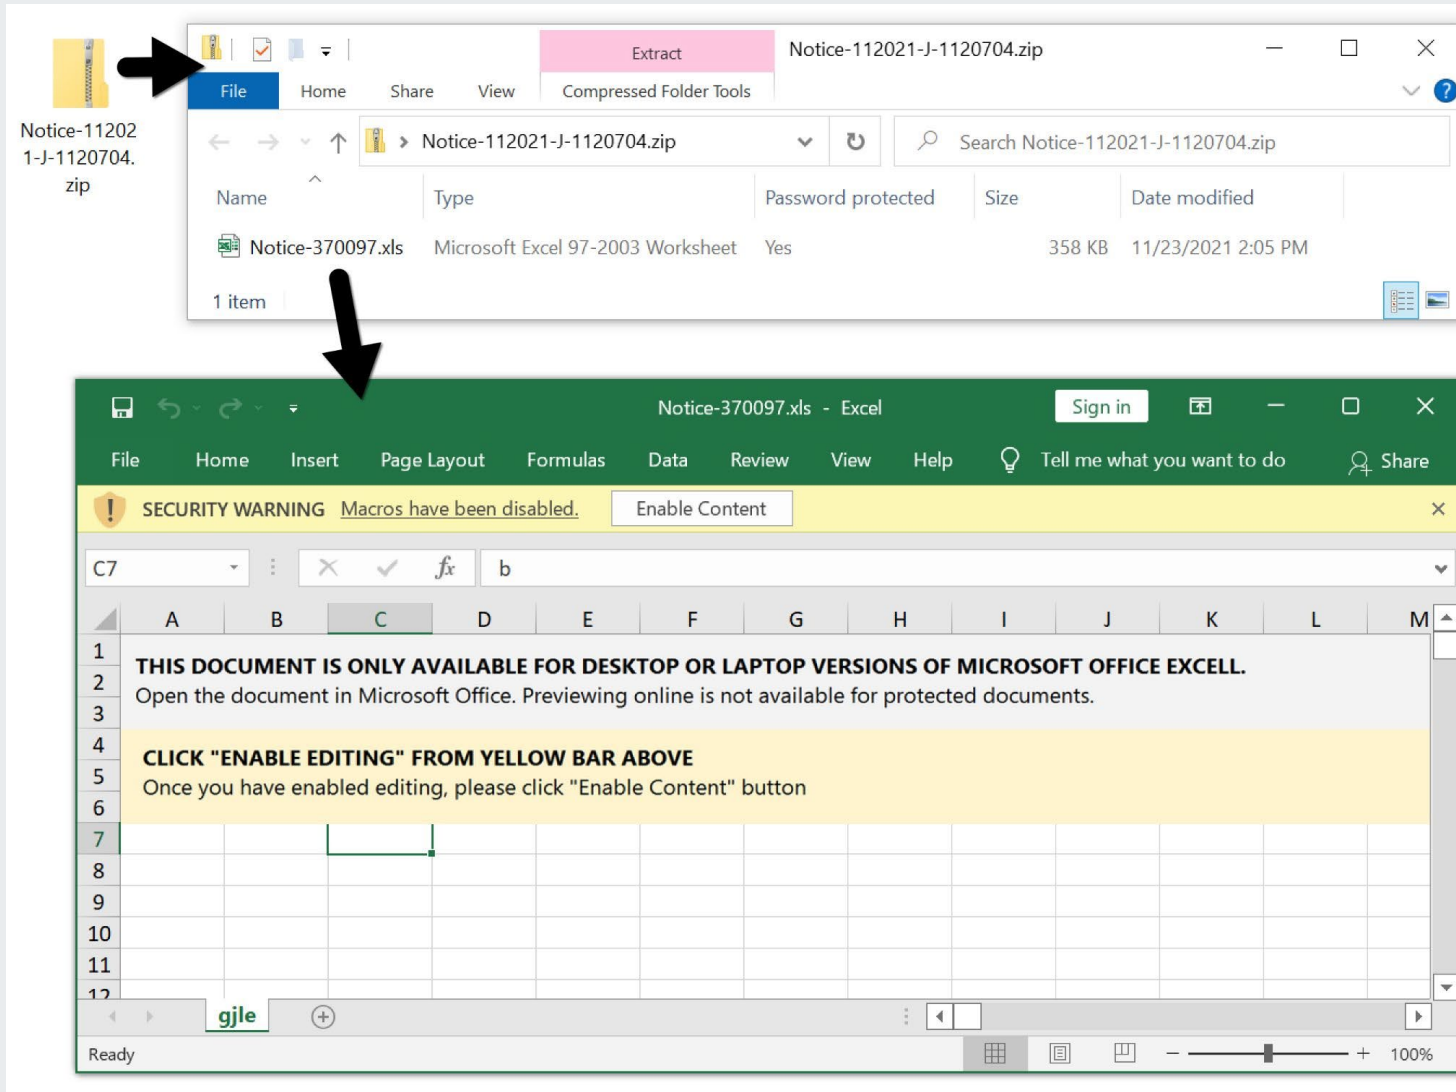 Notice-11202
1-J-1120704.
zip
Extract
Notice-112021-J-1120704.zip
File Home Share View Compressed Folder Tools
?
Notice-112021-J-1120704.zip
Search Notice-112021-J-1120704.zip
Name Type Password protected Size Date modified
Notice-370097.xls Microsoft Excel 97-2003 Worksheet Yes 358 KB 11/23/2021 2:05 PM
1 item
Notice-370097.xls - Excel
Sign in
File Home Insert Page Layout Formulas Data Review View Help Tell me what you want to do Share
! SECURITY WARNING Macros have been disabled. Enable Content
C7 fx b
A B C D E F G H I J K L M
1
THIS DOCUMENT IS ONLY AVAILABLE FOR DESKTOP OR LAPTOP VERSIONS OF MICROSOFT OFFICE EXCELL.
2
Open the document in Microsoft Office. Previewing online is not available for protected documents.
3
4
CLICK "ENABLE EDITING" FROM YELLOW BAR ABOVE
5
Once you have enabled editing, please click "Enable Content" button
6
7
8
9
10
11
12
gjle
Ready
100%